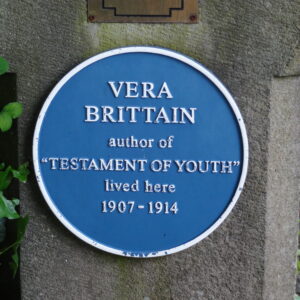 VERA
BRITTAIN
author of
"TESTAMENT OF YOUTH"
lived here
1907-1914